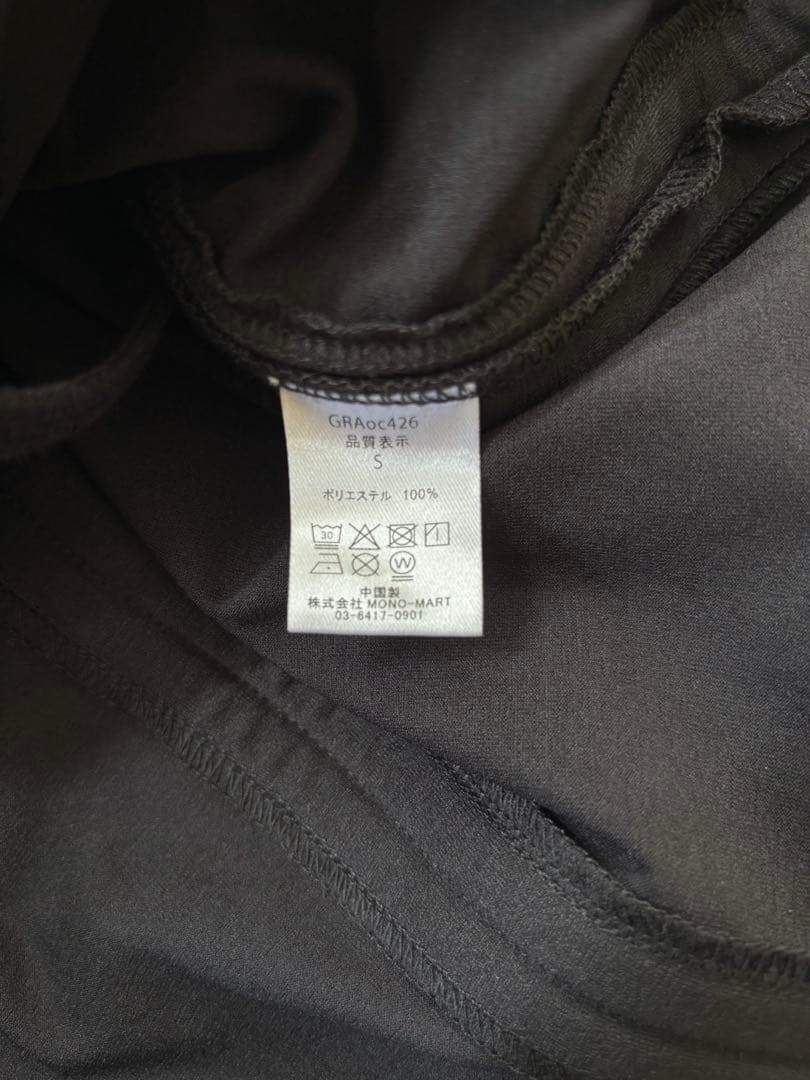 GRAoc426
品質表示
S
ポリエステル 100%
30
W
中国製
株式会社 MONO-MART
03-6417-0901